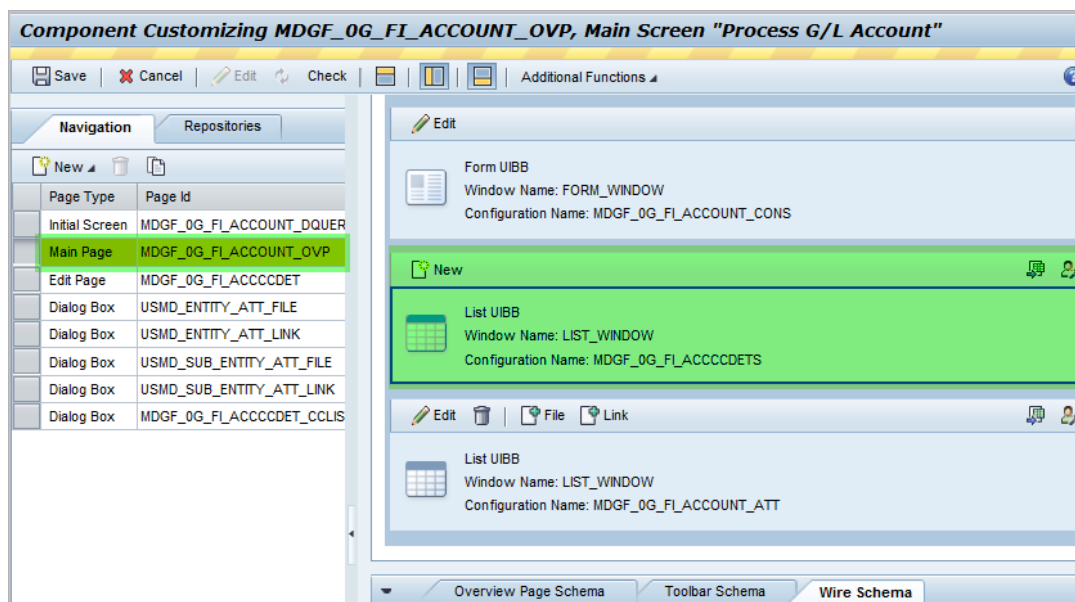 Component Customizing MDGF_0G_FI_ACCOUNT_OVP, Main Screen "Process G/L Account"
Save Cancel Edit Check Additional Functions
Navigation Repositories
New
Page Type Page Id
Initial Screen MDGF_0G_FI_ACCOUNT_DQUER
Main Page MDGF_0G_FI_ACCOUNT_OVP
Edit Page MDGF_0G_FI_ACCCCDET
Dialog Box USMD_ENTITY_ATT_FILE
Dialog Box USMD_ENTITY_ATT_LINK
Dialog Box USMD_SUB_ENTITY_ATT_FILE
Dialog Box USMD_SUB_ENTITY_ATT_LINK
Dialog Box MDGF_0G_FI_ACCCCDET_CCLIS
Edit
Form UIBB
Window Name: FORM_WINDOW
Configuration Name: MDGF_0G_FI_ACCOUNT_CONS
New
List UIBB
Window Name: LIST_WINDOW
Configuration Name: MDGF_0G_FI_ACCCCDETS
Edit File Link
List UIBB
Window Name: LIST_WINDOW
Configuration Name: MDGF_0G_FI_ACCOUNT_ATT
Overview Page Schema Toolbar Schema Wire Schema